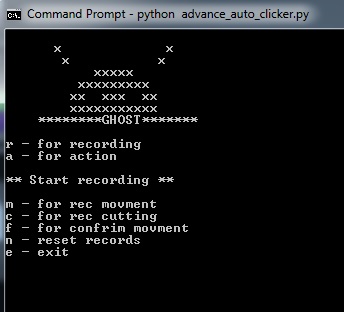 Command Prompt - python  advance_auto_clicker.py
x                  x
x                x
xxxxx
xxxxxxxxx
xx  xxx  xx
xxxxxxxxxxx
********GHOST*******
r - for recording
a - for action
** Start recording **
m - for rec movment
c - for rec cutting
f - for confrim movment
n - reset records
e - exit